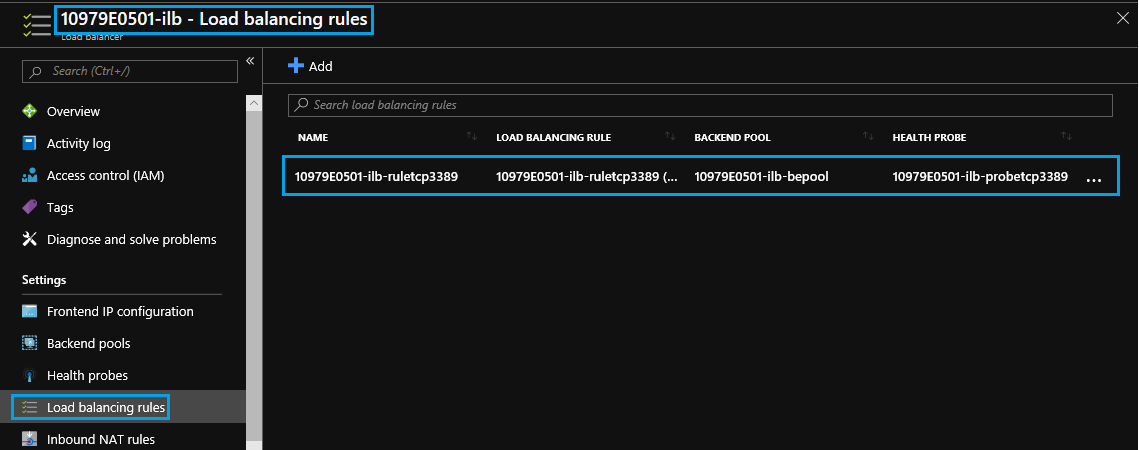 10979E0501-ilb - Load balancing rules
Load balancer
Search (Ctrl+/)
Overview
Activity log
Access control (IAM)
Tags
Diagnose and solve problems
Settings
Frontend IP configuration
Backend pools
Health probes
Load balancing rules
Inbound NAT rules
Add
Search load balancing rules
NAME LOAD BALANCING RULE BACKEND POOL HEALTH PROBE
10979E0501-ilb-ruletcp3389 10979E0501-ilb-ruletcp3389 (... 10979E0501-ilb-bepool 10979E0501-ilb-probetcp3389 ...